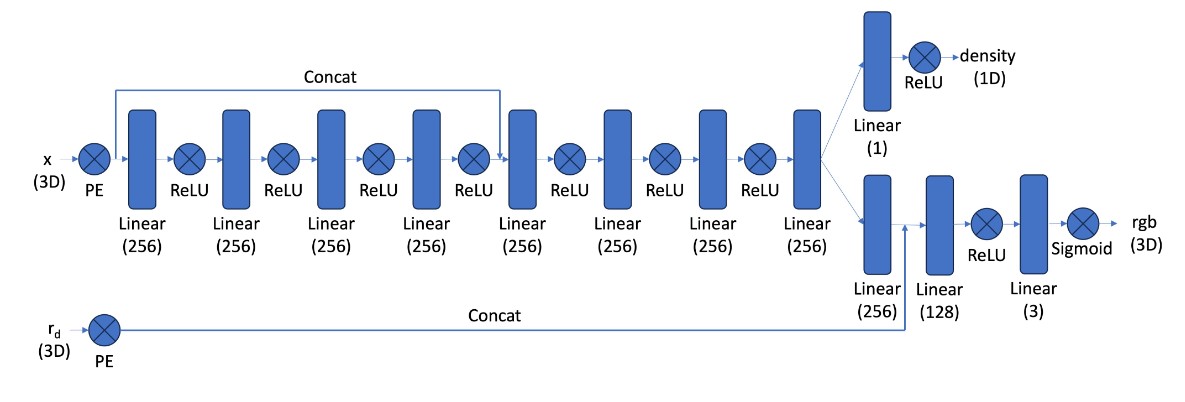 Concat
x
(3D)
PE
Linear
(256)
ReLU
Linear
(256)
ReLU
Linear
(256)
ReLU
Linear
(256)
ReLU
Linear
(256)
ReLU
Linear
(256)
ReLU
Linear
(256)
ReLU
Linear
(256)
Linear
(1)
ReLU
density
(1D)
Linear
(256)
Linear
(128)
ReLU
Linear
(3)
Sigmoid
rgb
(3D)
r_d
(3D)
PE
Concat